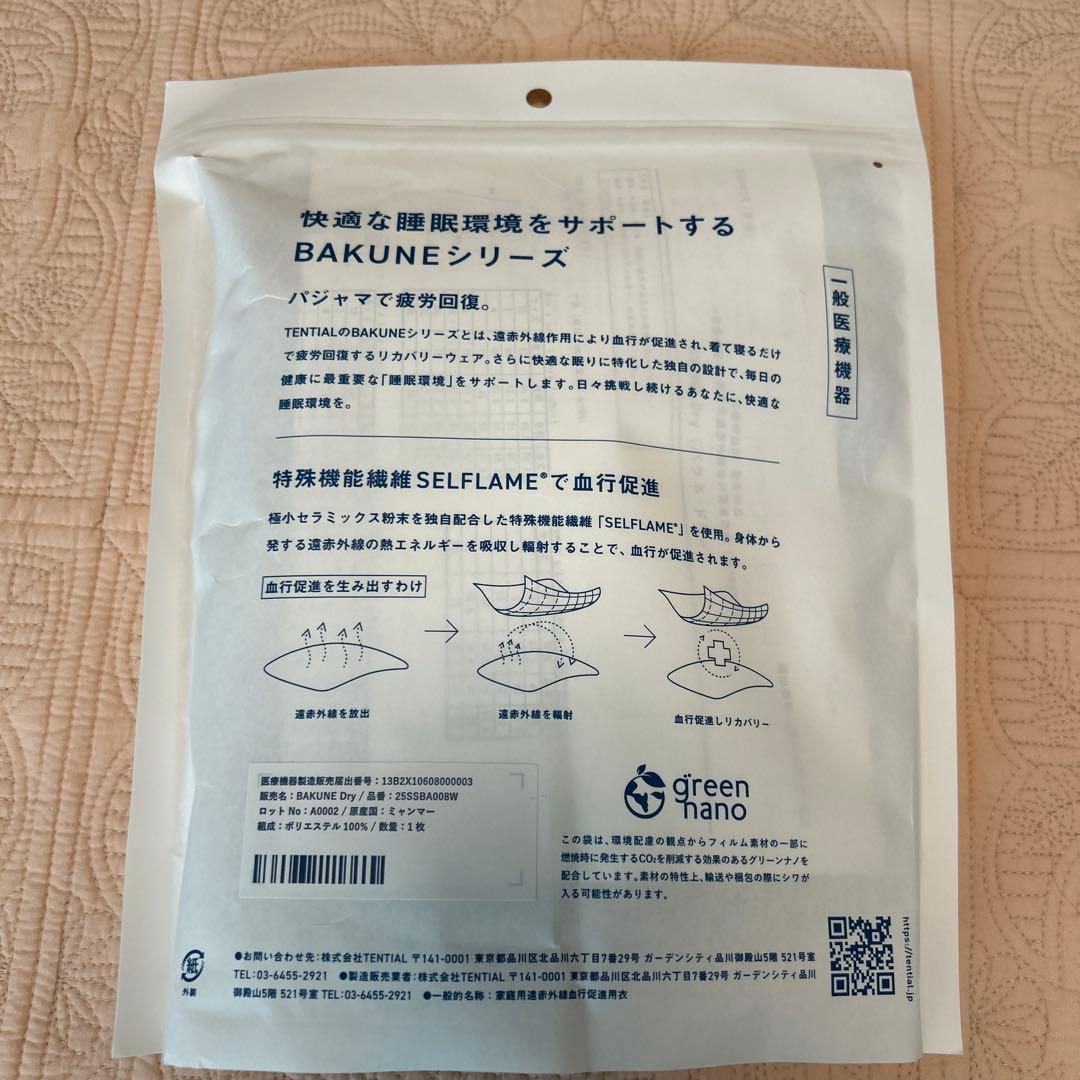 快適な睡眠環境をサポートする
BAKUNEシリーズ
パジャマで疲労回復。
TENTIALのBAKUNEシリーズとは、遠赤外線作用により血行が促進され、着て寝るだけ
で疲労回復するリカバリーウェア。さらに快適な眠りに特化した独自の設計で、毎日の
健康に最重要な「睡眠環境」をサポートします。日々挑戦し続けるあなたに、快適な
睡眠環境を。
一般医療機器
特殊機能繊維SELFLAME®で血行促進
極小セラミックス粉末を独自配合した特殊機能繊維「SELFLAME®」を使用。身体から
発する遠赤外線の熱エネルギーを吸収し輻射することで、血行が促進されます。
血行促進を生み出すわけ
遠赤外線を放出
遠赤外線を輻射
血行促進しリカバリー
医療機器製造販売届出番号：13B2X10608000003
販売名：BAKUNE Dry / 品番：25SSBA008W
ロットNo：A0002 / 原産国：ミャンマー
組成：ポリエステル100% / 数量：1枚
green
nano
この袋は、環境配慮の観点からフィルム素材の一部に
燃焼時に発生するCO₂を削減する効果のあるグリーンナノを
配合しています。素材の特性上、輸送や梱包の際にシワが
入る可能性があります。
https://tential.jp
紙
外装
●お問い合わせ先：株式会社TENTIAL 〒141-0001 東京都品川区北品川六丁目7番29号 ガーデンシティ品川御殿山5階 521号室
TEL：03-6455-2921 ●製造販売業者：株式会社TENTIAL 〒141-0001 東京都品川区北品川六丁目7番29号 ガーデンシティ品川
御殿山5階 521号室 TEL：03-6455-2921 ●一般的名称：家庭用遠赤外線血行促進用衣